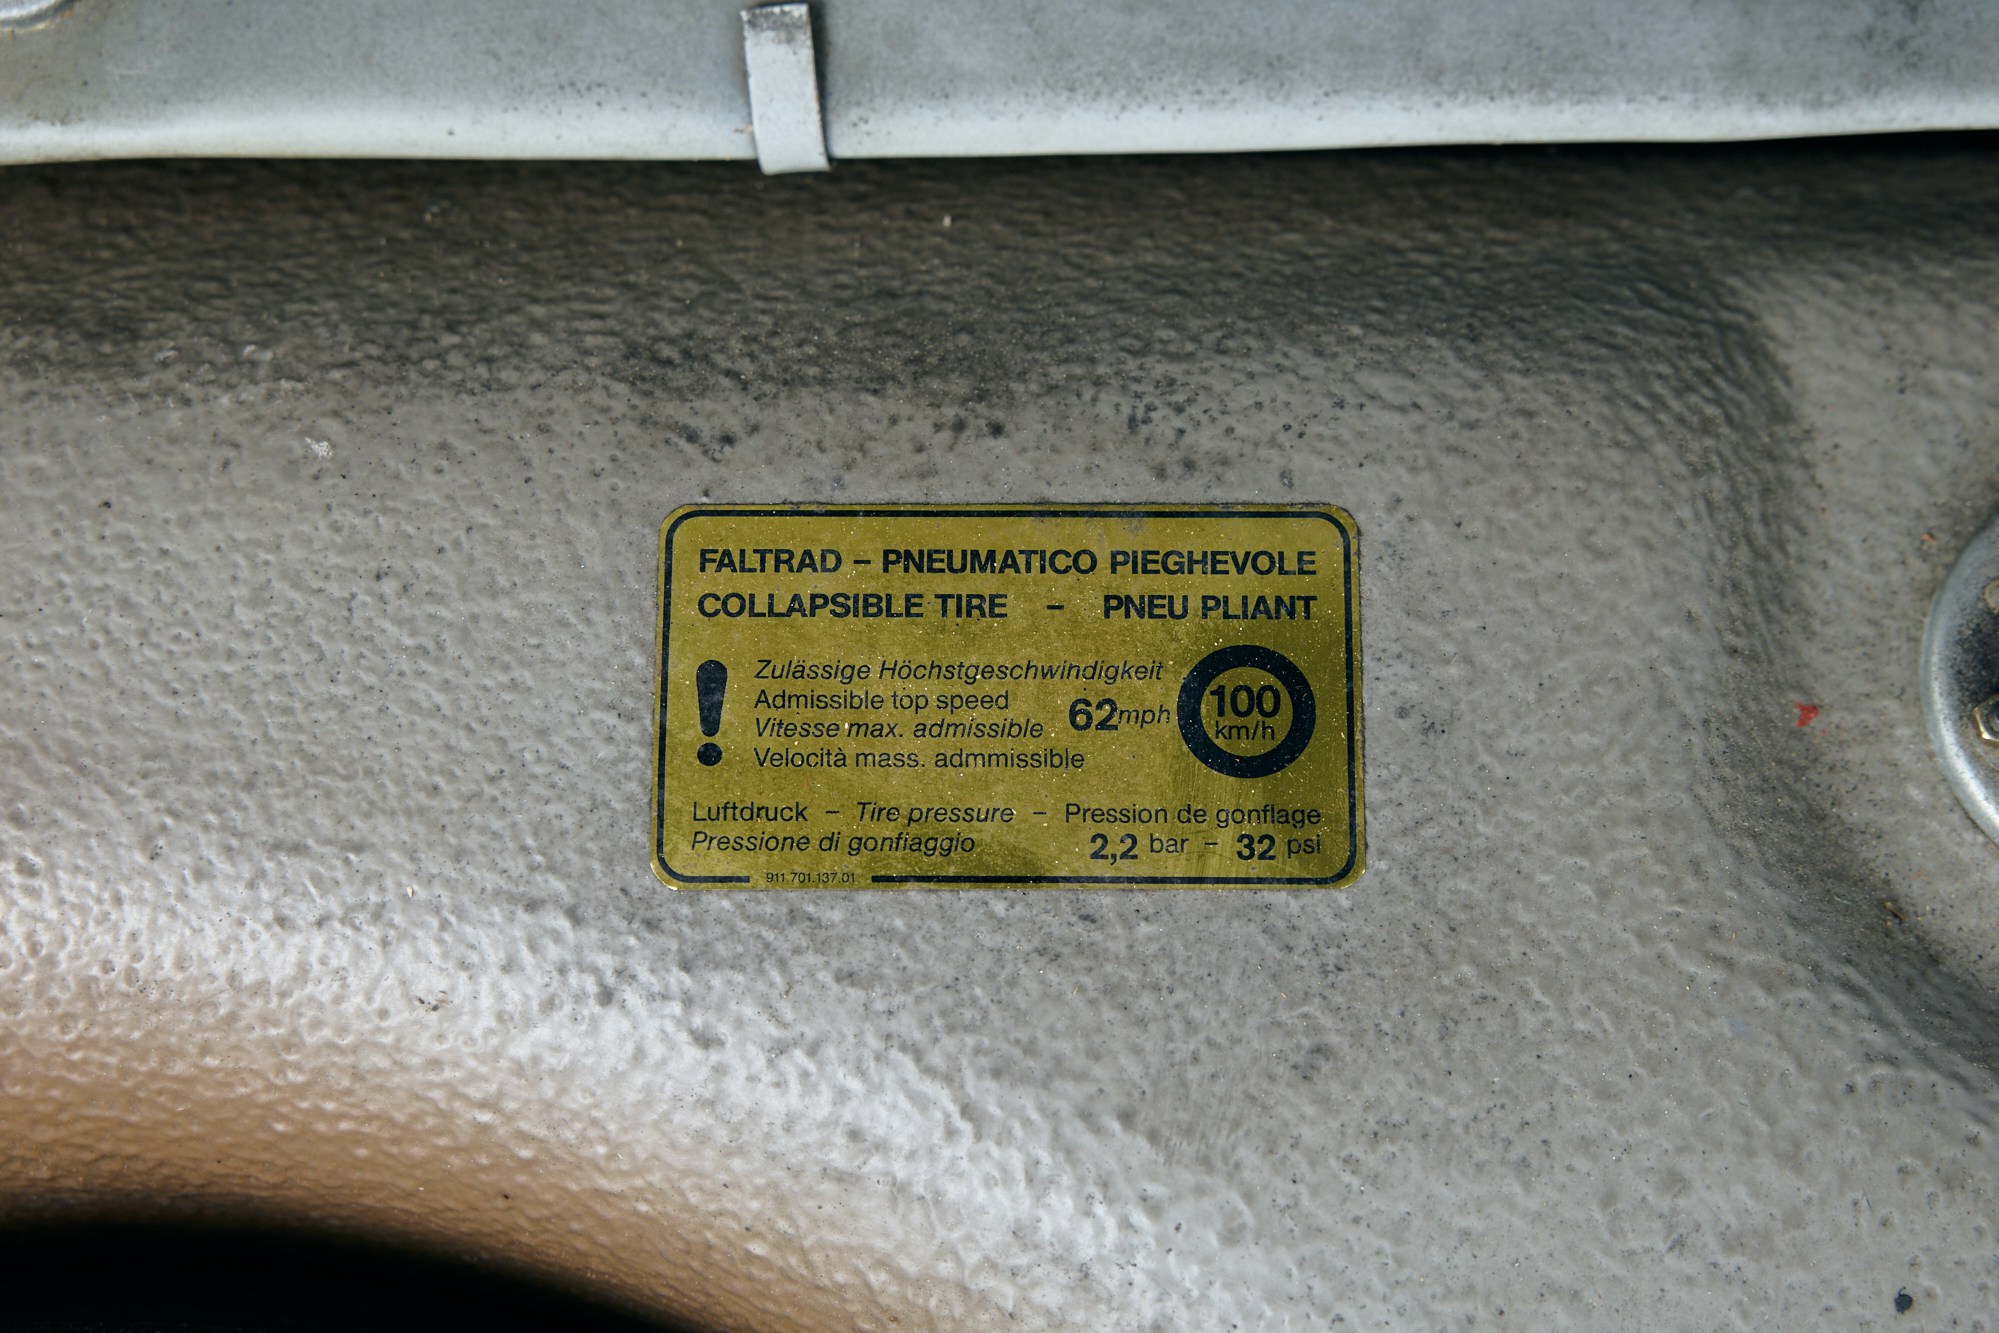 FALTRAD – PNEUMATICO PIEGHEVOLE
COLLAPSIBLE TIRE – PNEU PLIANT
! Zulässige Höchstgeschwindigkeit
Admissible top speed
Vitesse max. admissible
Velocità mass. admmissible
62 mph
100
km/h
Luftdruck – Tire pressure – Pression de gonflage
Pressione di gonfiaggio 2,2 bar – 32 psi
911.701.137.01